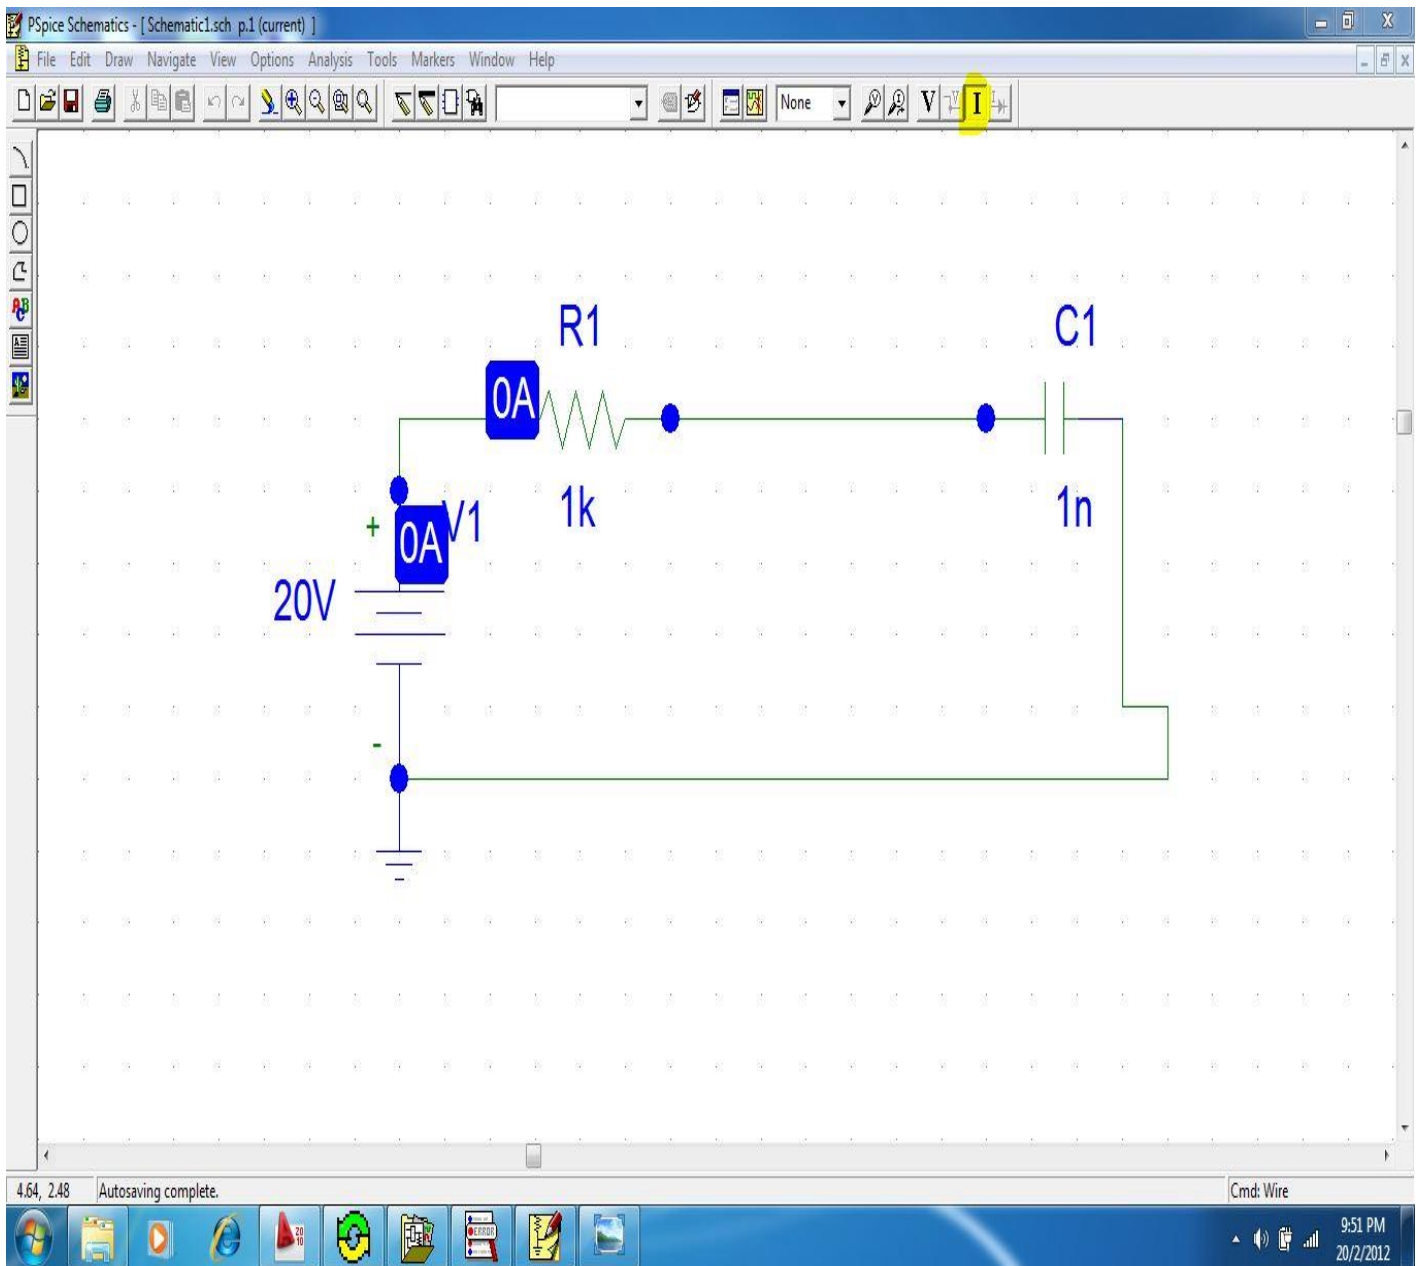 PSpice Schematics - [ Schematic1.sch p.1 (current) ]
File Edit Draw Navigate View Options Analysis Tools Markers Window Help
None V I
R1
C1
0A
1k
1n
+
0A
V1
20V
-
4.64, 2.48 Autosaving complete. Cmd: Wire
9:51 PM
20/2/2012